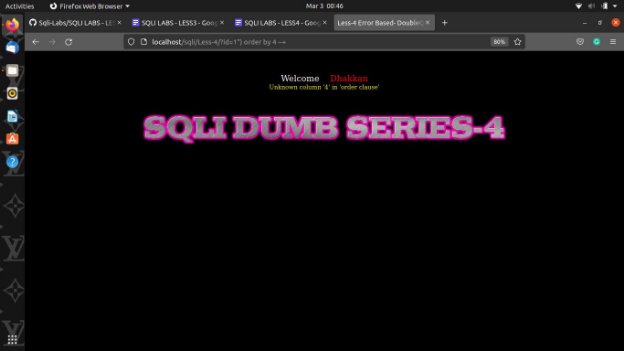 Activities Firefox Web Browser Mar 3 00:46
Sqli-Labs/SQLI LABS - LES SQLI LABS - LESS3 - Goo SQLI LABS - LESS4 - Goo Less-4 Error Based- DoubleQ
localhost/sqli/Less-4/?id=1") order by 4 --+ 80%
Welcome Dhakkan
Unknown column '4' in 'order clause'
SQLI DUMB SERIES-4